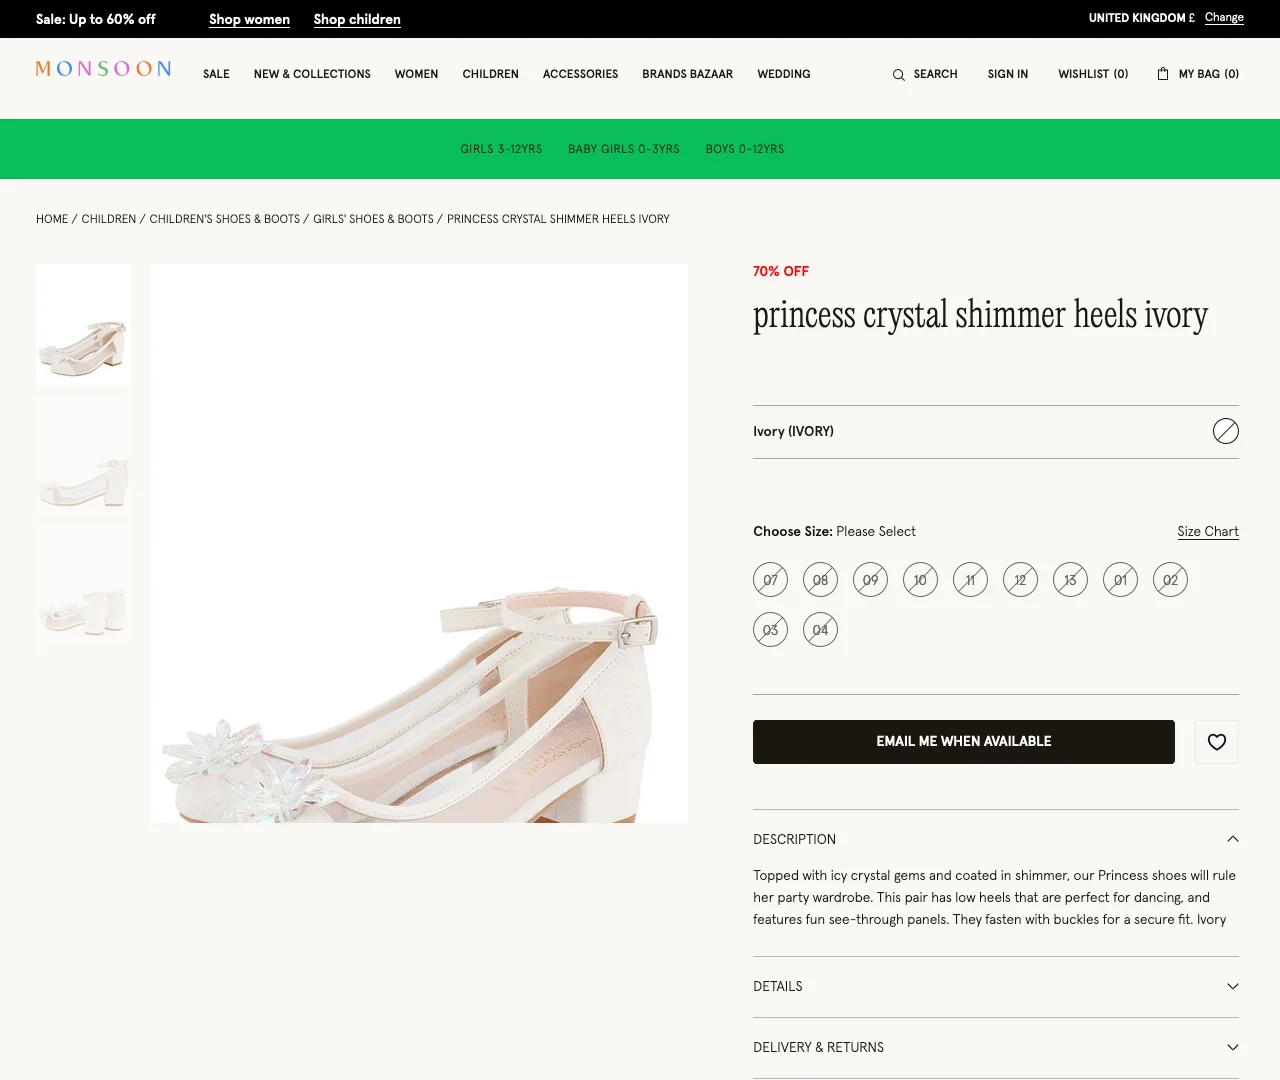 Sale: Up to 60% off Shop women Shop children UNITED KINGDOM £ Change
MONSOON SALE NEW & COLLECTIONS WOMEN CHILDREN ACCESSORIES BRANDS BAZAAR WEDDING SEARCH SIGN IN WISHLIST (0) MY BAG (0)
GIRLS 3-12YRS BABY GIRLS 0-3YRS BOYS 0-12YRS
HOME / CHILDREN / CHILDREN'S SHOES & BOOTS / GIRLS' SHOES & BOOTS / PRINCESS CRYSTAL SHIMMER HEELS IVORY
70% OFF
princess crystal shimmer heels ivory
Ivory (IVORY)
Choose Size: Please Select Size Chart
07 08 09 10 11 12 13 01 02
03 04
EMAIL ME WHEN AVAILABLE
MONSOON
DESCRIPTION
Topped with icy crystal gems and coated in shimmer, our Princess shoes will rule
her party wardrobe. This pair has low heels that are perfect for dancing, and
features fun see-through panels. They fasten with buckles for a secure fit. Ivory
DETAILS
DELIVERY & RETURNS